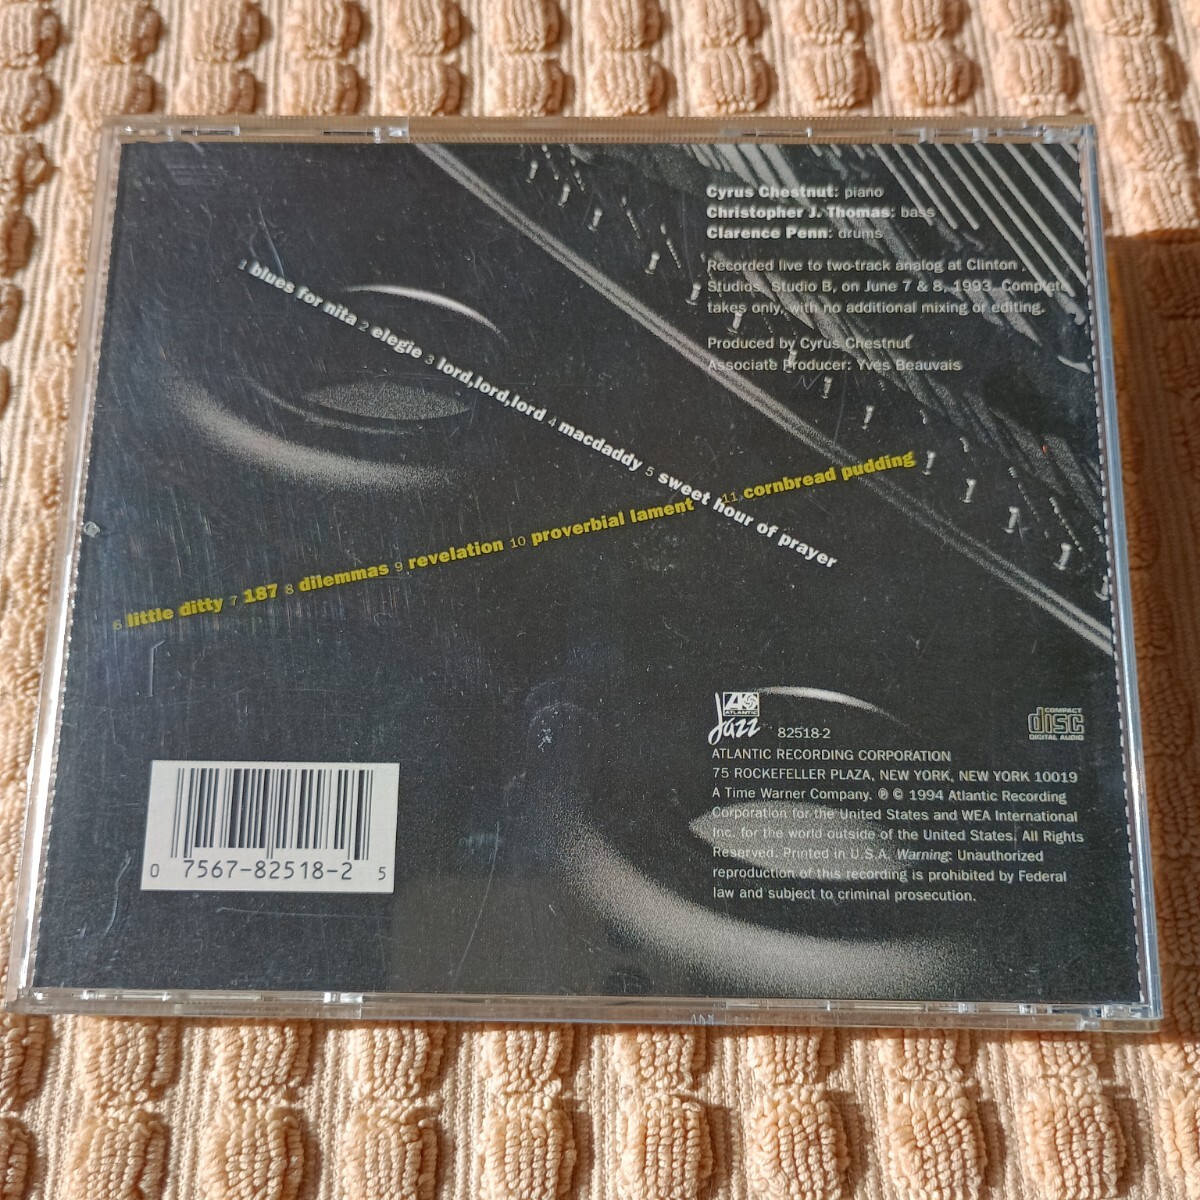 Cyrus Chestnut: piano
Christopher J. Thomas: bass
Clarence Penn: drums
Recorded live to two-track analog at Clinton
Studios, Studio B, on June 7 & 8, 1993. Complete
takes only, with no additional mixing or editing.
Produced by Cyrus Chestnut
Associate Producer: Yves Beauvais
1 blues for nita 2 elegie 3 lord,lord,lord 4 macdaddy 5 sweet hour of prayer
6 little ditty 7 187 8 dilemmas 9 revelation 10 proverbial lament 11 cornbread pudding
ATLANTIC
Jazz 82518-2
COMPACT
disc
DIGITAL AUDIO
ATLANTIC RECORDING CORPORATION
75 ROCKEFELLER PLAZA, NEW YORK, NEW YORK 10019
A Time Warner Company. ℗ © 1994 Atlantic Recording
Corporation for the United States and WEA International
Inc. for the world outside of the United States. All Rights
Reserved. Printed in U.S.A. Warning: Unauthorized
reproduction of this recording is prohibited by Federal
law and subject to criminal prosecution.
0 7567-82518-2 5